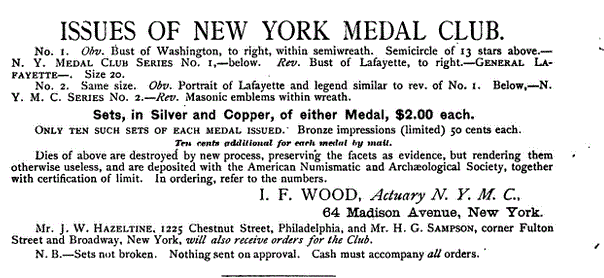 ISSUES OF NEW YORK MEDAL CLUB.
No. 1. Obv. Bust of Washington, to right, within semiwreath. Semicircle of 13 stars above.—
N. Y. MEDAL CLUB SERIES No. 1,—below. Rev. Bust of Lafayette, to right.—GENERAL LA-
FAYETTE—. Size 20.
No. 2. Same size. Obv. Portrait of Lafayette and legend similar to rev. of No. 1. Below,—N.
Y. M. C. SERIES No. 2.—Rev. Masonic emblems within wreath.
Sets, in Silver and Copper, of either Medal, $2.00 each.
ONLY TEN SUCH SETS OF EACH MEDAL ISSUED. Bronze impressions (limited) 50 cents each.
Ten cents additional for each medal by mail.
Dies of above are destroyed by new process, preserving the facets as evidence, but rendering them
otherwise useless, and are deposited with the American Numismatic and Archæological Society, together
with certification of limit. In ordering, refer to the numbers.
I. F. WOOD, Actuary N. Y. M. C.,
64 Madison Avenue, New York.
Mr. J. W. HAZELTINE, 1225 Chestnut Street, Philadelphia, and Mr. H. G. SAMPSON, corner Fulton
Street and Broadway, New York, will also receive orders for the Club.
N. B.—Sets not broken. Nothing sent on approval. Cash must accompany all orders.